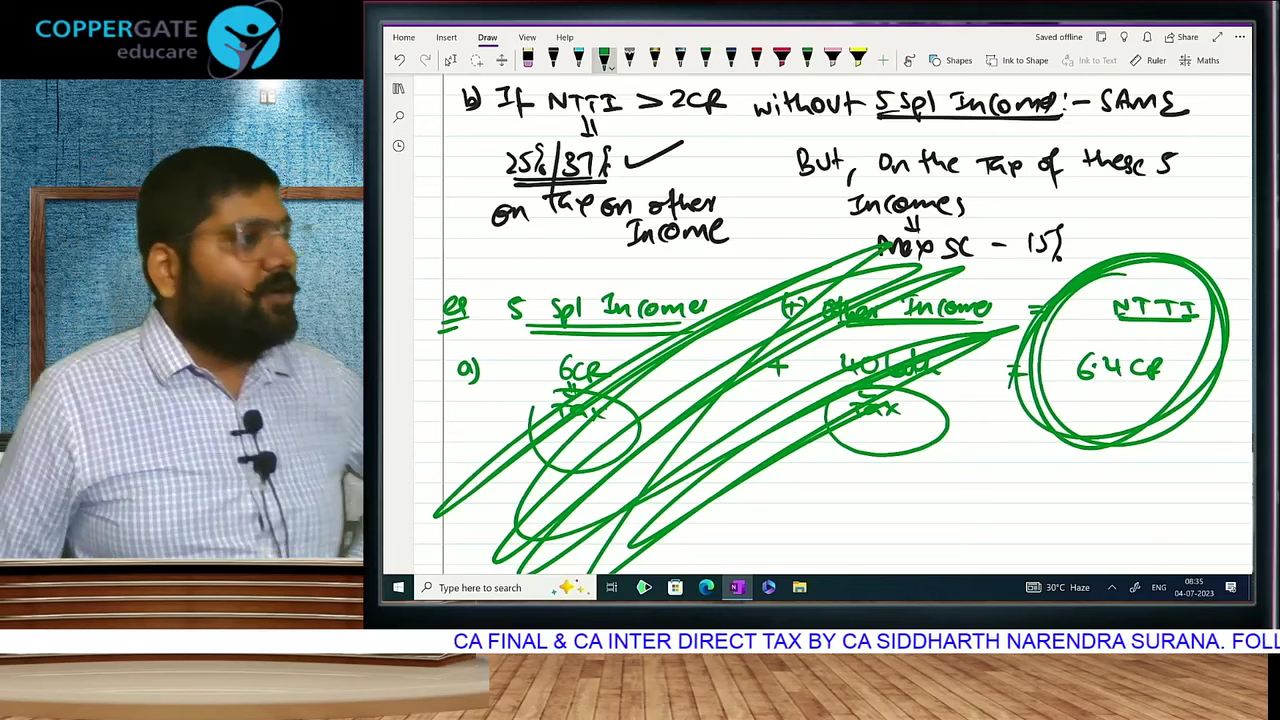 COPPERGATE
educare
Home Insert Draw View Help
Saved offline
Share
Shapes
Ink to Shape
Ink to Text
Ruler
Maths
b) If NTTI > 2CR without 5 Spl Income:- SAME
25% / 37%
on tax on other
Income
But, on the Tax of these 5
Incomes
Max SC - 15%
eg 5 Spl Incomes (+) other Income = NTTI
a) 6CR + 40 = 6.4 CR
Tax Tax
Type here to search
30°C Haze
ENG
08:35
04-07-2023
CA FINAL & CA INTER DIRECT TAX BY CA SIDDHARTH NARENDRA SURANA. FOLL